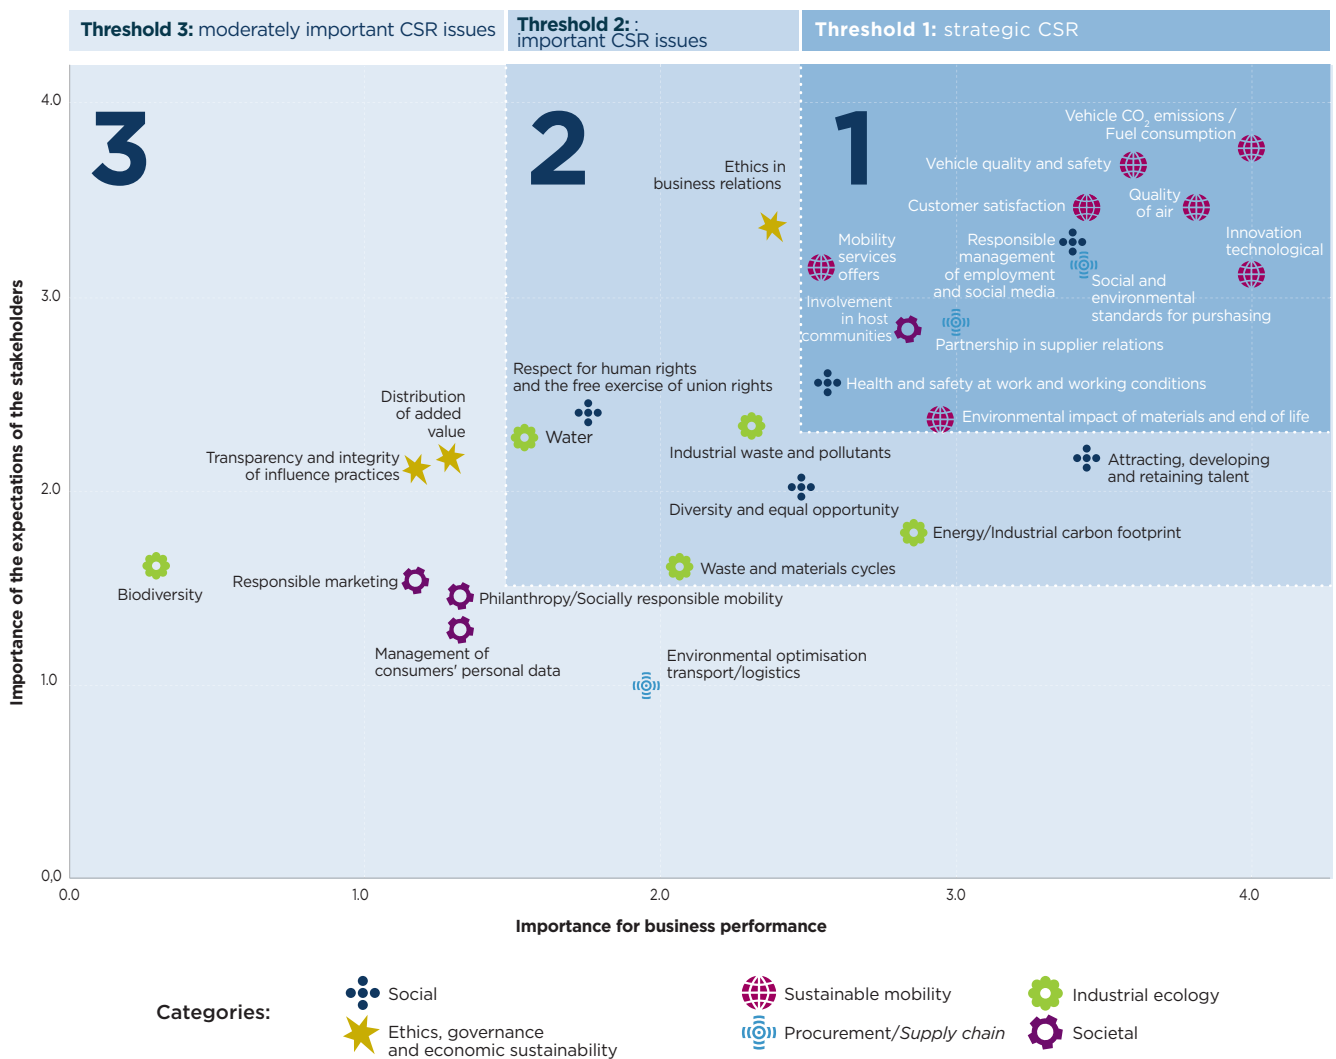 Threshold 3: moderately important CSR issues
Threshold 2: :
important CSR issues
Threshold 1: strategic CSR
4.0
3.0
2.0
1.0
0,0
Importance of the expectations of the stakeholders
3
2
1
Vehicle CO2 emissions /
Fuel consumption
Vehicle quality and safety
Ethics in
business relations
Customer satisfaction
Quality
of air
Innovation
technological
Mobility
services
offers
Responsible
management
of employment
and social media
Social and
environmental
standards for purshasing
Involvement
in host
communities
Partnership in supplier relations
Respect for human rights
and the free exercise of union rights
Health and safety at work and working conditions
Distribution
of added
value
Environmental impact of materials and end of life
Water
Industrial waste and pollutants
Transparency and integrity
of influence practices
Attracting, developing
and retaining talent
Diversity and equal opportunity
Energy/Industrial carbon footprint
Waste and materials cycles
Biodiversity
Responsible marketing
Philanthropy/Socially responsible mobility
Management of
consumers' personal data
Environmental optimisation
transport/logistics
0.0
1.0
2.0
3.0
4.0
Importance for business performance
Categories:
Social
Ethics, governance
and economic sustainability
Sustainable mobility
Procurement/Supply chain
Industrial ecology
Societal